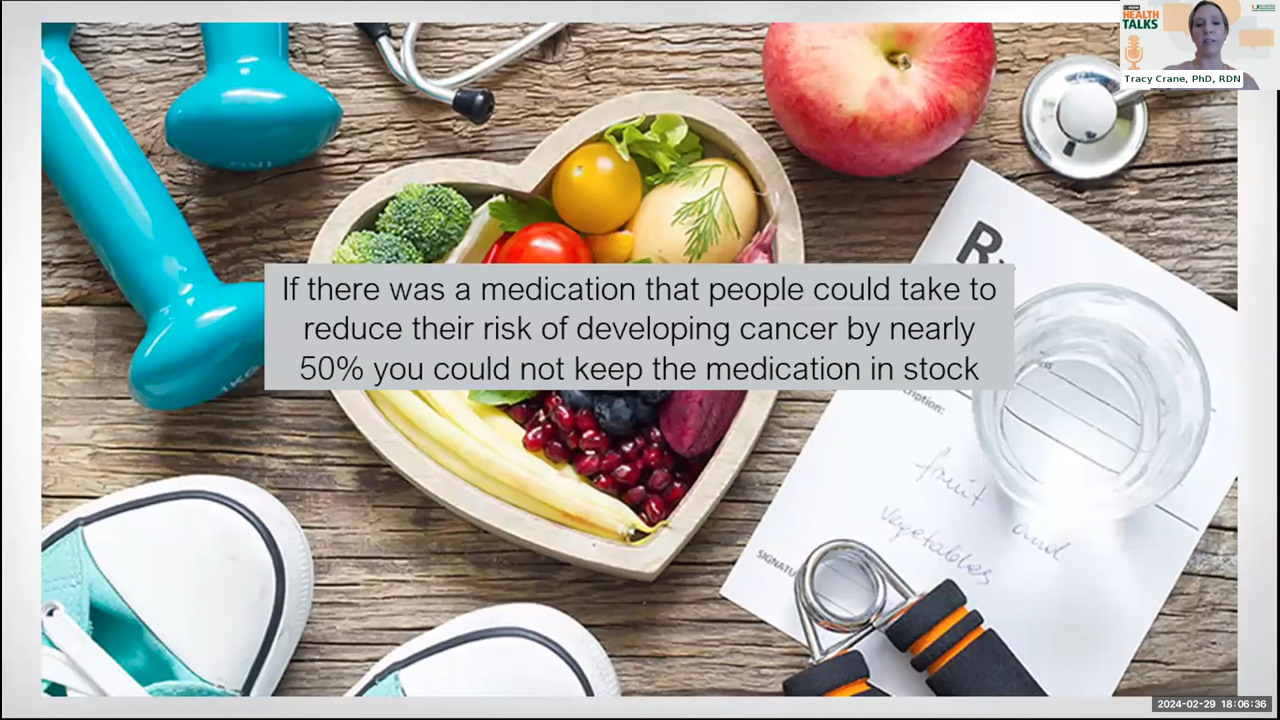 HEALTH
TALKS
Tracy Crane, PhD, RDN
If there was a medication that people could take to
reduce their risk of developing cancer by nearly
50% you could not keep the medication in stock
fruit and
vegetables
1KG
2024-02-29 18:06:36